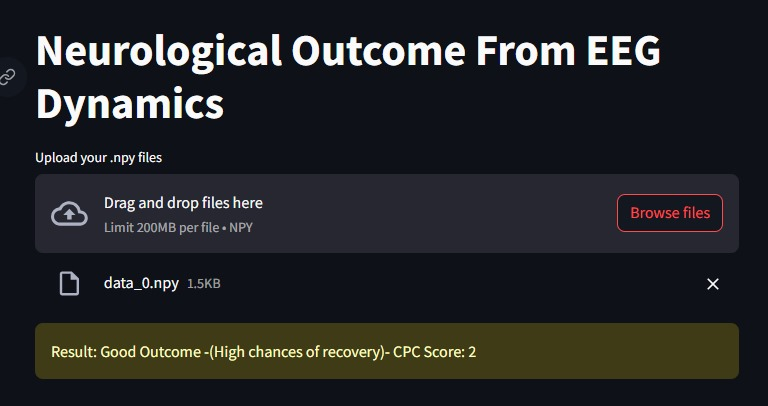 Neurological Outcome From EEG
Dynamics
Upload your .npy files
Drag and drop files here
Limit 200MB per file • NPY
Browse files
data_0.npy 1.5KB
Result: Good Outcome -(High chances of recovery)- CPC Score: 2